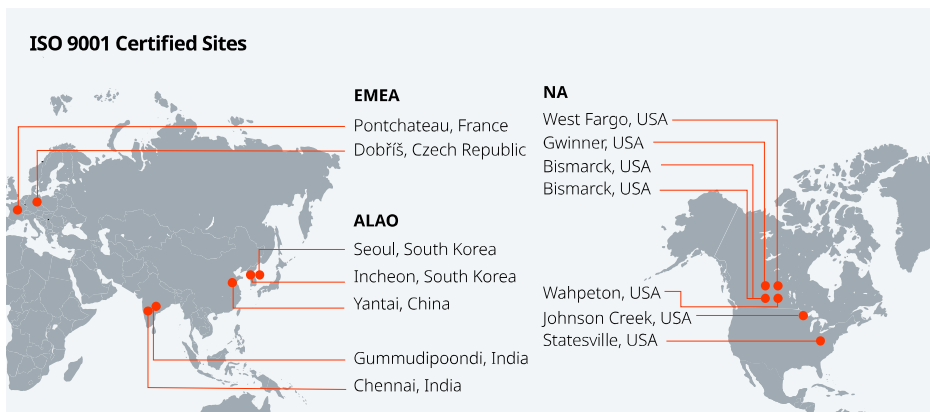 ISO 9001 Certified Sites
EMEA
Pontchateau, France
Dobříš, Czech Republic
ALAO
Seoul, South Korea
Incheon, South Korea
Yantai, China
Gummudipoondi, India
Chennai, India
NA
West Fargo, USA
Gwinner, USA
Bismarck, USA
Bismarck, USA
Wahpeton, USA
Johnson Creek, USA
Statesville, USA